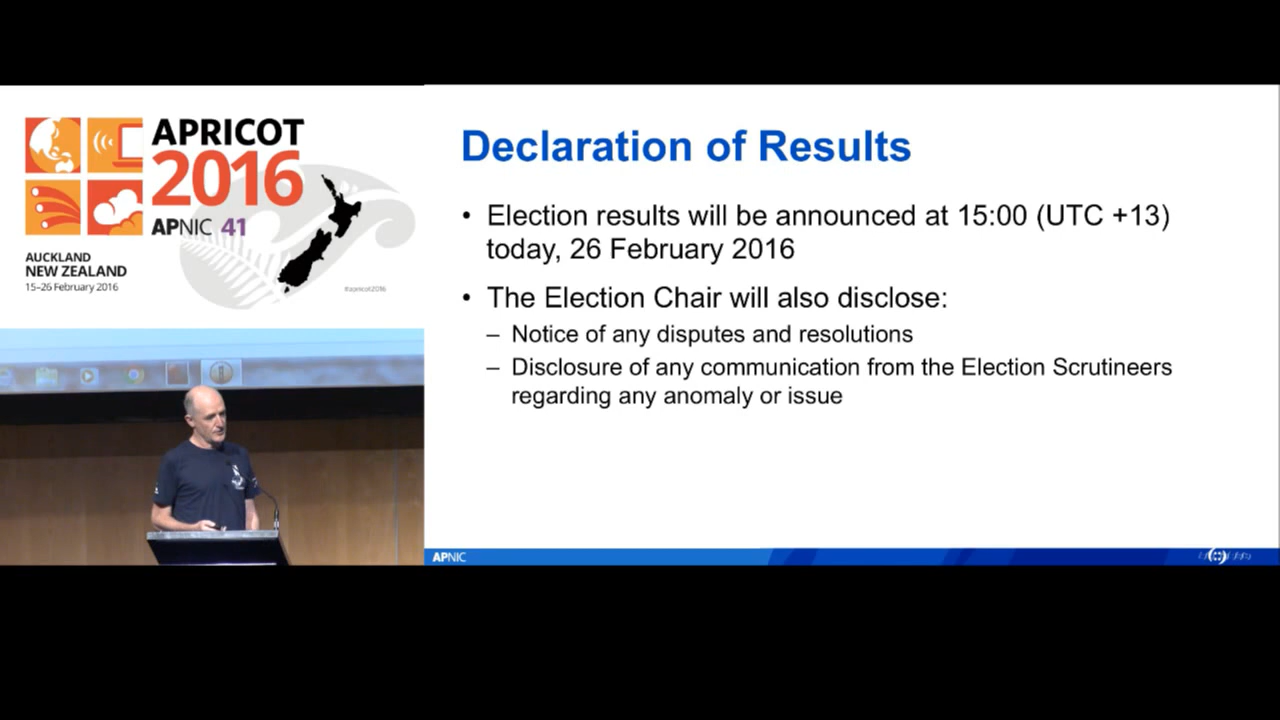 APRICOT
2016
APNIC 41
AUCKLAND
NEW ZEALAND
15–26 February 2016
#apricot2016
Declaration of Results
• Election results will be announced at 15:00 (UTC +13)
today, 26 February 2016
• The Election Chair will also disclose:
– Notice of any disputes and resolutions
– Disclosure of any communication from the Election Scrutineers
regarding any anomaly or issue
APNIC